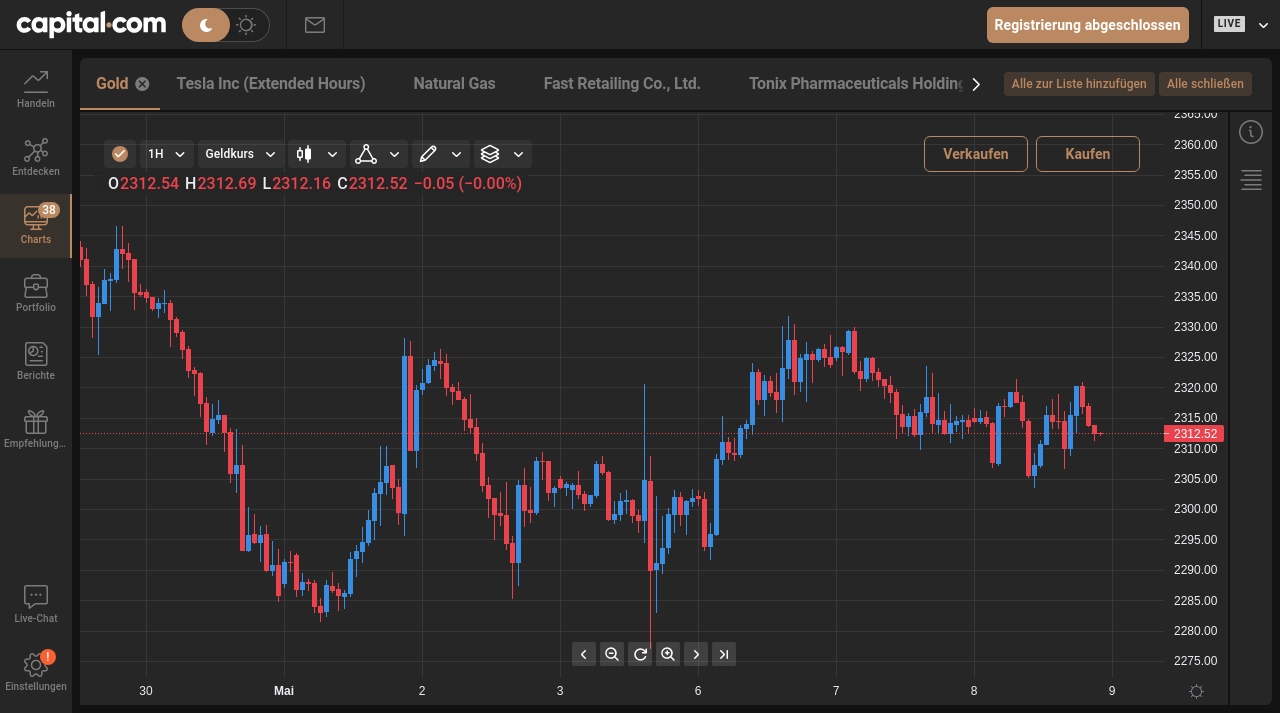 capital.com
Registrierung abgeschlossen
LIVE
Handeln
Entdecken
38
Charts
Portfolio
Berichte
Empfehlung...
Live-Chat
!
Einstellungen
Gold
Tesla Inc (Extended Hours)
Natural Gas
Fast Retailing Co., Ltd.
Tonix Pharmaceuticals Holding
Alle zur Liste hinzufügen
Alle schließen
1H
Geldkurs
Verkaufen
Kaufen
O2312.54 H2312.69 L2312.16 C2312.52 −0.05 (−0.00%)
2365.00
2360.00
2355.00
2350.00
2345.00
2340.00
2335.00
2330.00
2325.00
2320.00
2315.00
2312.52
2310.00
2305.00
2300.00
2295.00
2290.00
2285.00
2280.00
2275.00
30 Mai 2 3 6 7 8 9